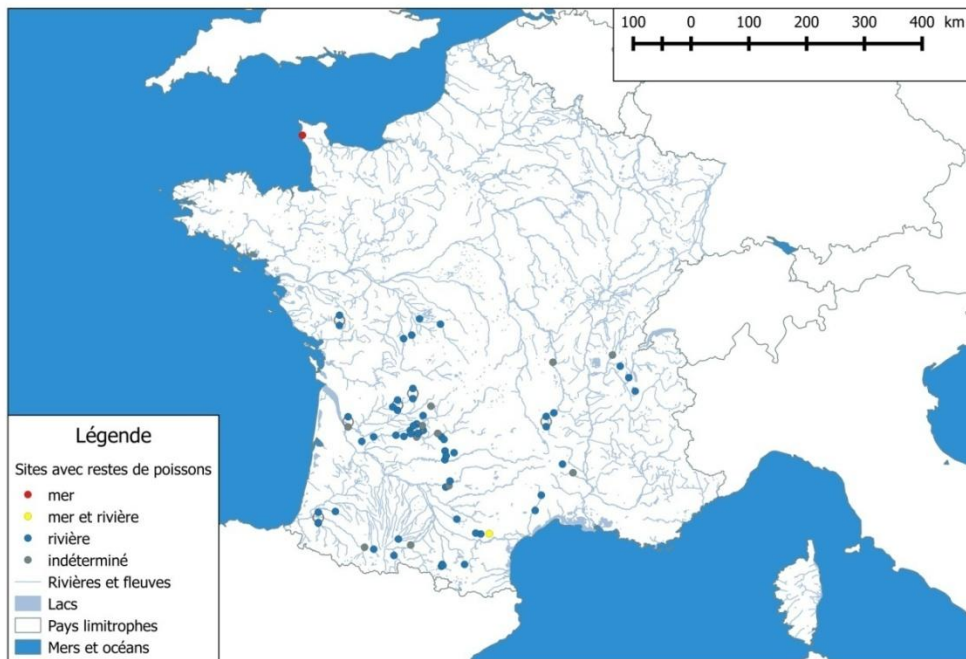 100 0 100 200 300 400 km
Légende
Sites avec restes de poissons
mer
mer et rivière
rivière
indéterminé
Rivières et fleuves
Lacs
Pays limitrophes
Mers et océans